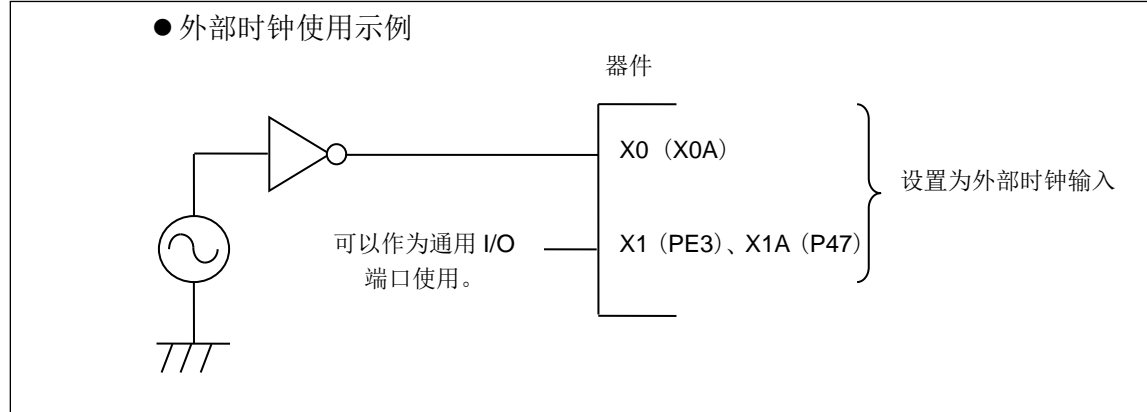 ●外部时钟使用示例
器件
X0（X0A）
设置为外部时钟输入
可以作为通用 I/O
端口使用。
X1（PE3）、X1A（P47）